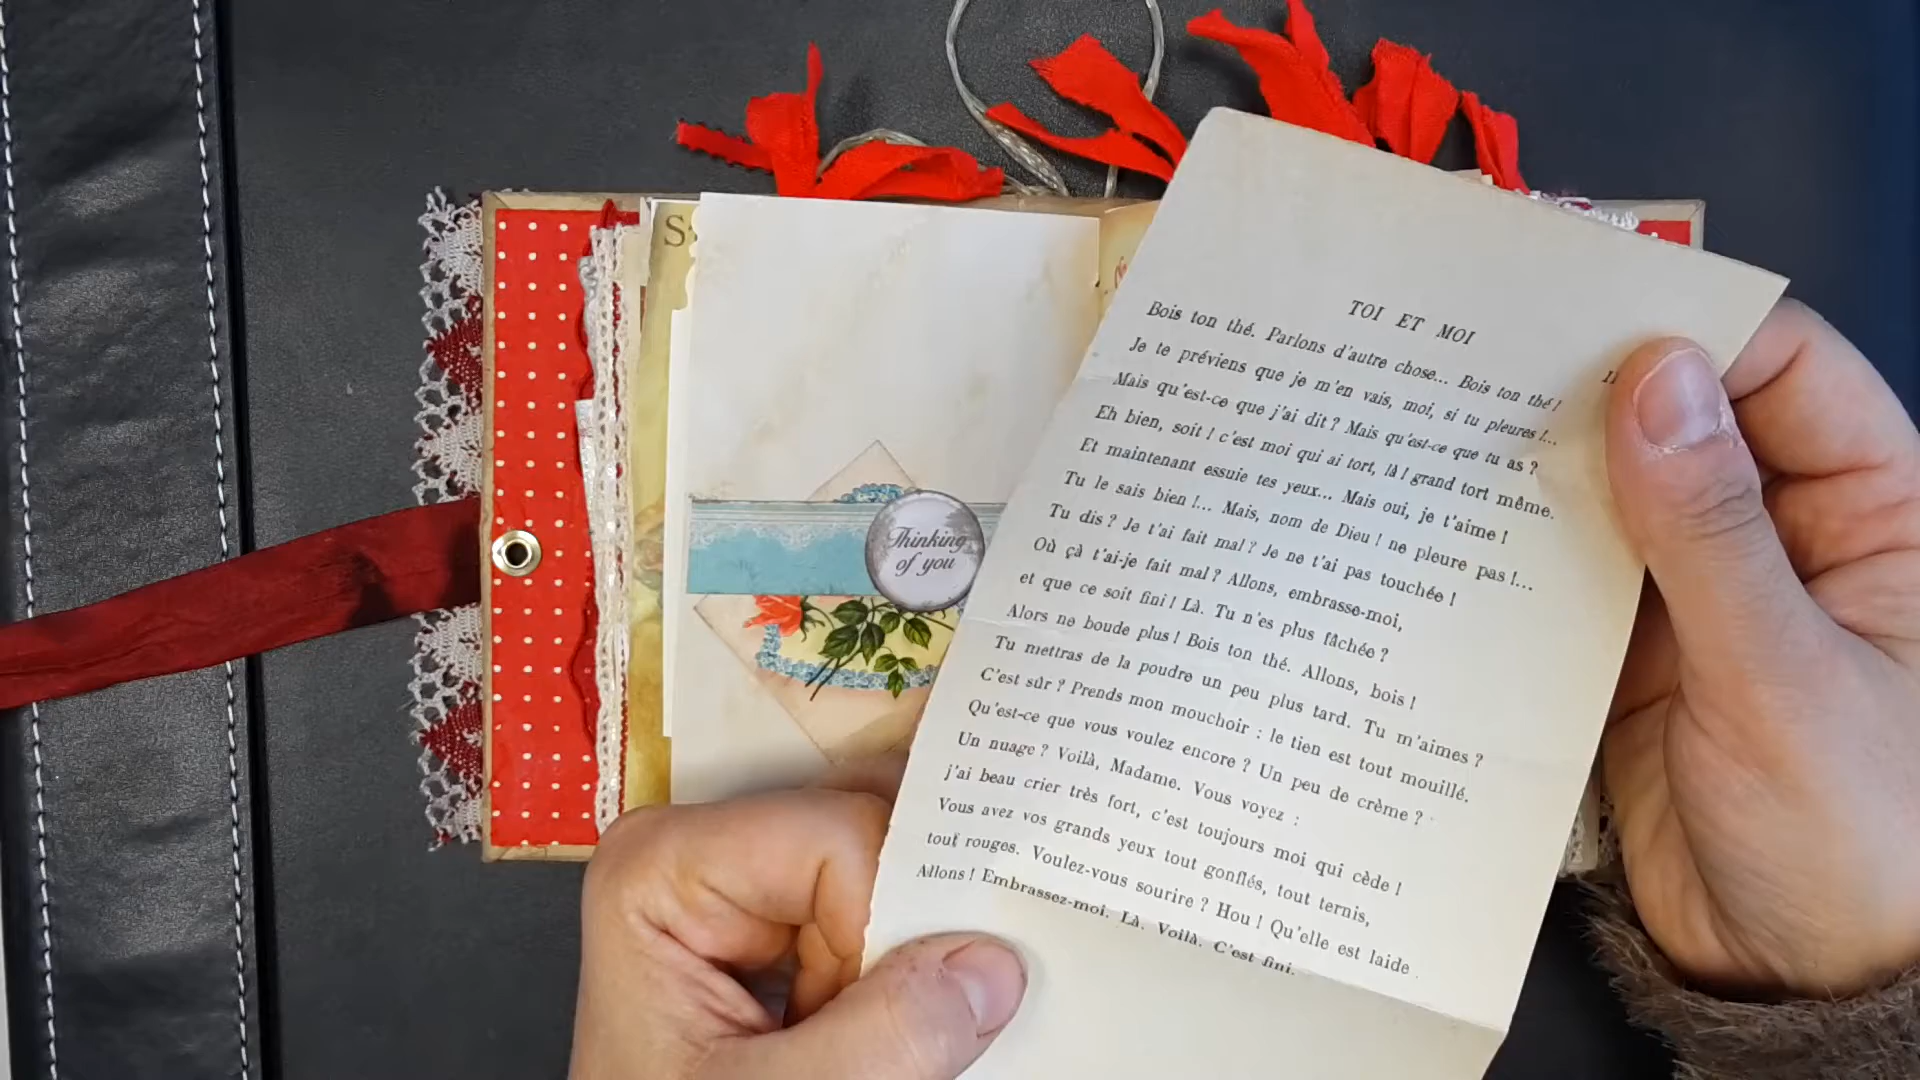 S
Thinking
of you
TOI ET MOI
Bois ton thé. Parlons d'autre chose... Bois ton thé !
Je te préviens que je m'en vais, moi, si tu pleures !...
Mais qu'est-ce que j'ai dit ? Mais qu'est-ce que tu as ?
Eh bien, soit ! c'est moi qui ai tort, là ! grand tort même.
Et maintenant essuie tes yeux... Mais oui, je t'aime !
Tu le sais bien !... Mais, nom de Dieu ! ne pleure pas !...
Tu dis ? Je t'ai fait mal ? Je ne t'ai pas touchée !
Où çà t'ai-je fait mal ? Allons, embrasse-moi,
et que ce soit fini ! Là. Tu n'es plus fâchée ?
Alors ne boude plus ! Bois ton thé. Allons, bois !
Tu mettras de la poudre un peu plus tard. Tu m'aimes ?
C'est sûr ? Prends mon mouchoir : le tien est tout mouillé.
Qu'est-ce que vous voulez encore ? Un peu de crème ?
Un nuage ? Voilà, Madame. Vous voyez :
j'ai beau crier très fort, c'est toujours moi qui cède !
Vous avez vos grands yeux tout gonflés, tout ternis,
tout rouges. Voulez-vous sourire ? Hou ! Qu'elle est laide
Allons ! Embrassez-moi. Là. Voilà. C'est fini.